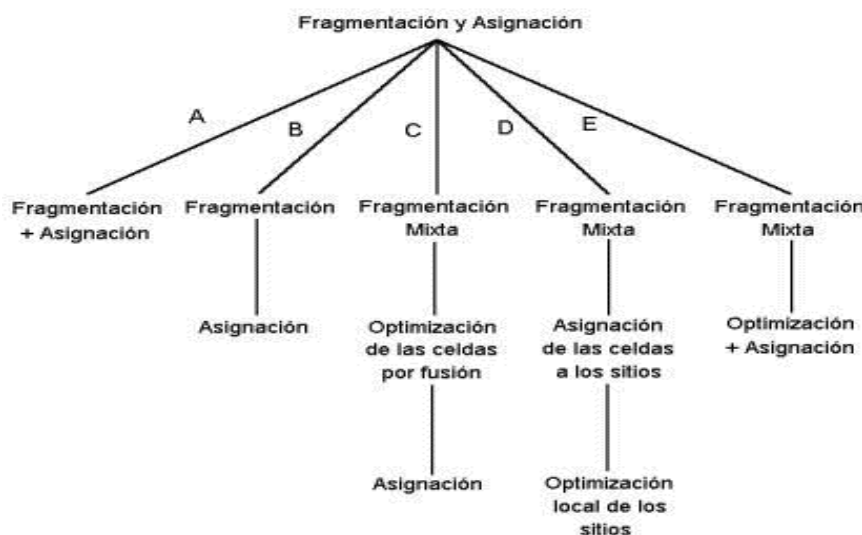 Fragmentación y Asignación
A
B
C
D
E
Fragmentación
+ Asignación
Fragmentación
Fragmentación
Mixta
Fragmentación
Mixta
Fragmentación
Mixta
Asignación
Optimización
de las celdas
por fusión
Asignación
de las celdas
a los sitios
Optimización
+ Asignación
Asignación
Optimización
local de los
sitios